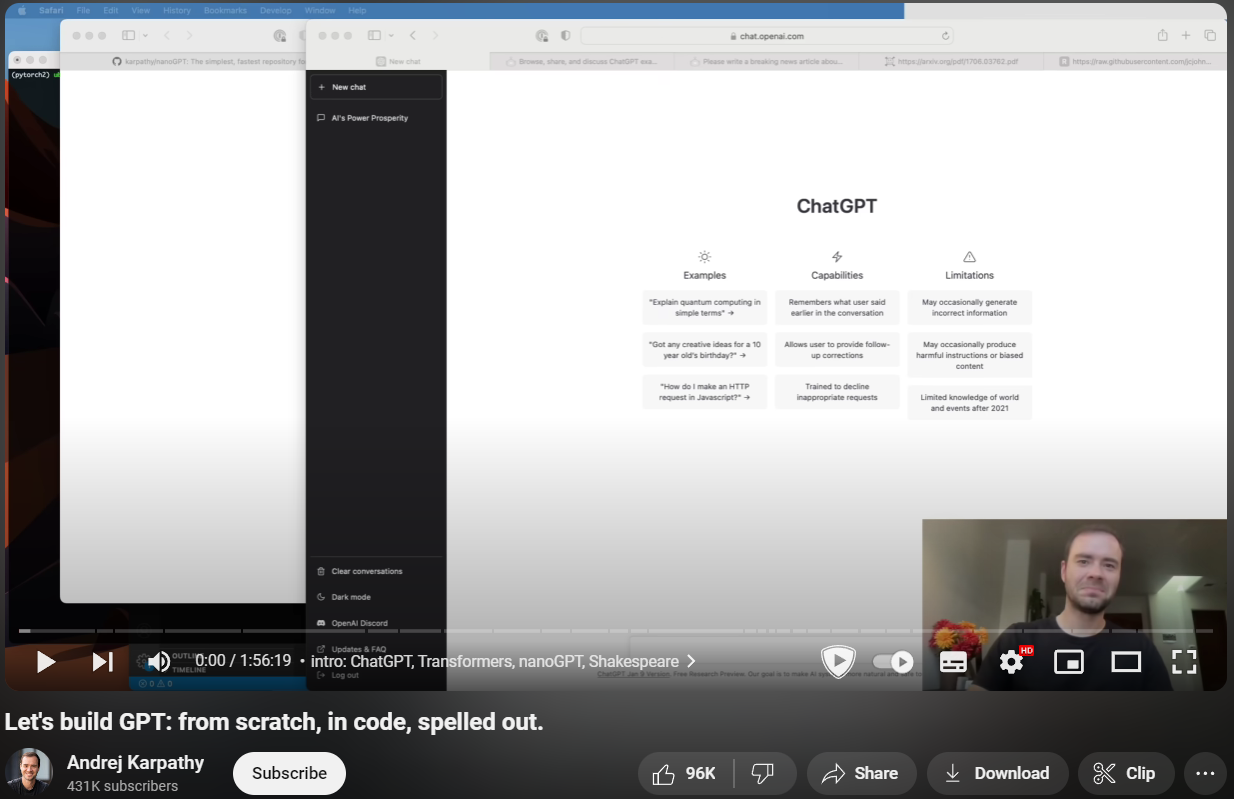 Safari File Edit View History Bookmarks Develop Window Help
chat.openai.com
karpathy/nanoGPT: The simplest, fastest repository fo
New chat
Browse, share, and discuss ChatGPT exa...
Please write a breaking news article abou...
https://arxiv.org/pdf/1706.03762.pdf
https://raw.githubusercontent.com/jcjohn...
(pytorch2)
+ New chat
AI's Power Prosperity
ChatGPT
Examples
Capabilities
Limitations
"Explain quantum computing in
simple terms" →
Remembers what user said
earlier in the conversation
May occasionally generate
incorrect information
"Got any creative ideas for a 10
year old's birthday?" →
Allows user to provide follow-
up corrections
May occasionally produce
harmful instructions or biased
content
"How do I make an HTTP
request in Javascript?" →
Trained to decline
inappropriate requests
Limited knowledge of world
and events after 2021
Clear conversations
Dark mode
OpenAI Discord
Updates & FAQ
Log out
OUTLINE
TIMELINE
0 0
ChatGPT Jan 9 Version. Free Research Preview. Our goal is to make AI
0:00 / 1:56:19 • intro: ChatGPT, Transformers, nanoGPT, Shakespeare
HD
Let's build GPT: from scratch, in code, spelled out.
Andrej Karpathy
431K subscribers
Subscribe
96K
Share
Download
Clip